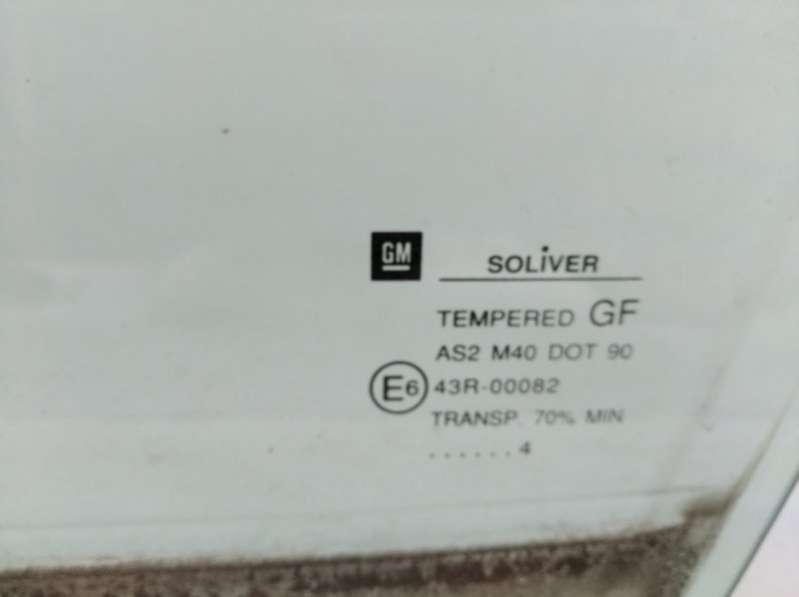 GM SOLiVER
TEMPERED GF
AS2 M40 DOT 90
E6 43R-00082
TRANSP. 70% MIN
......4